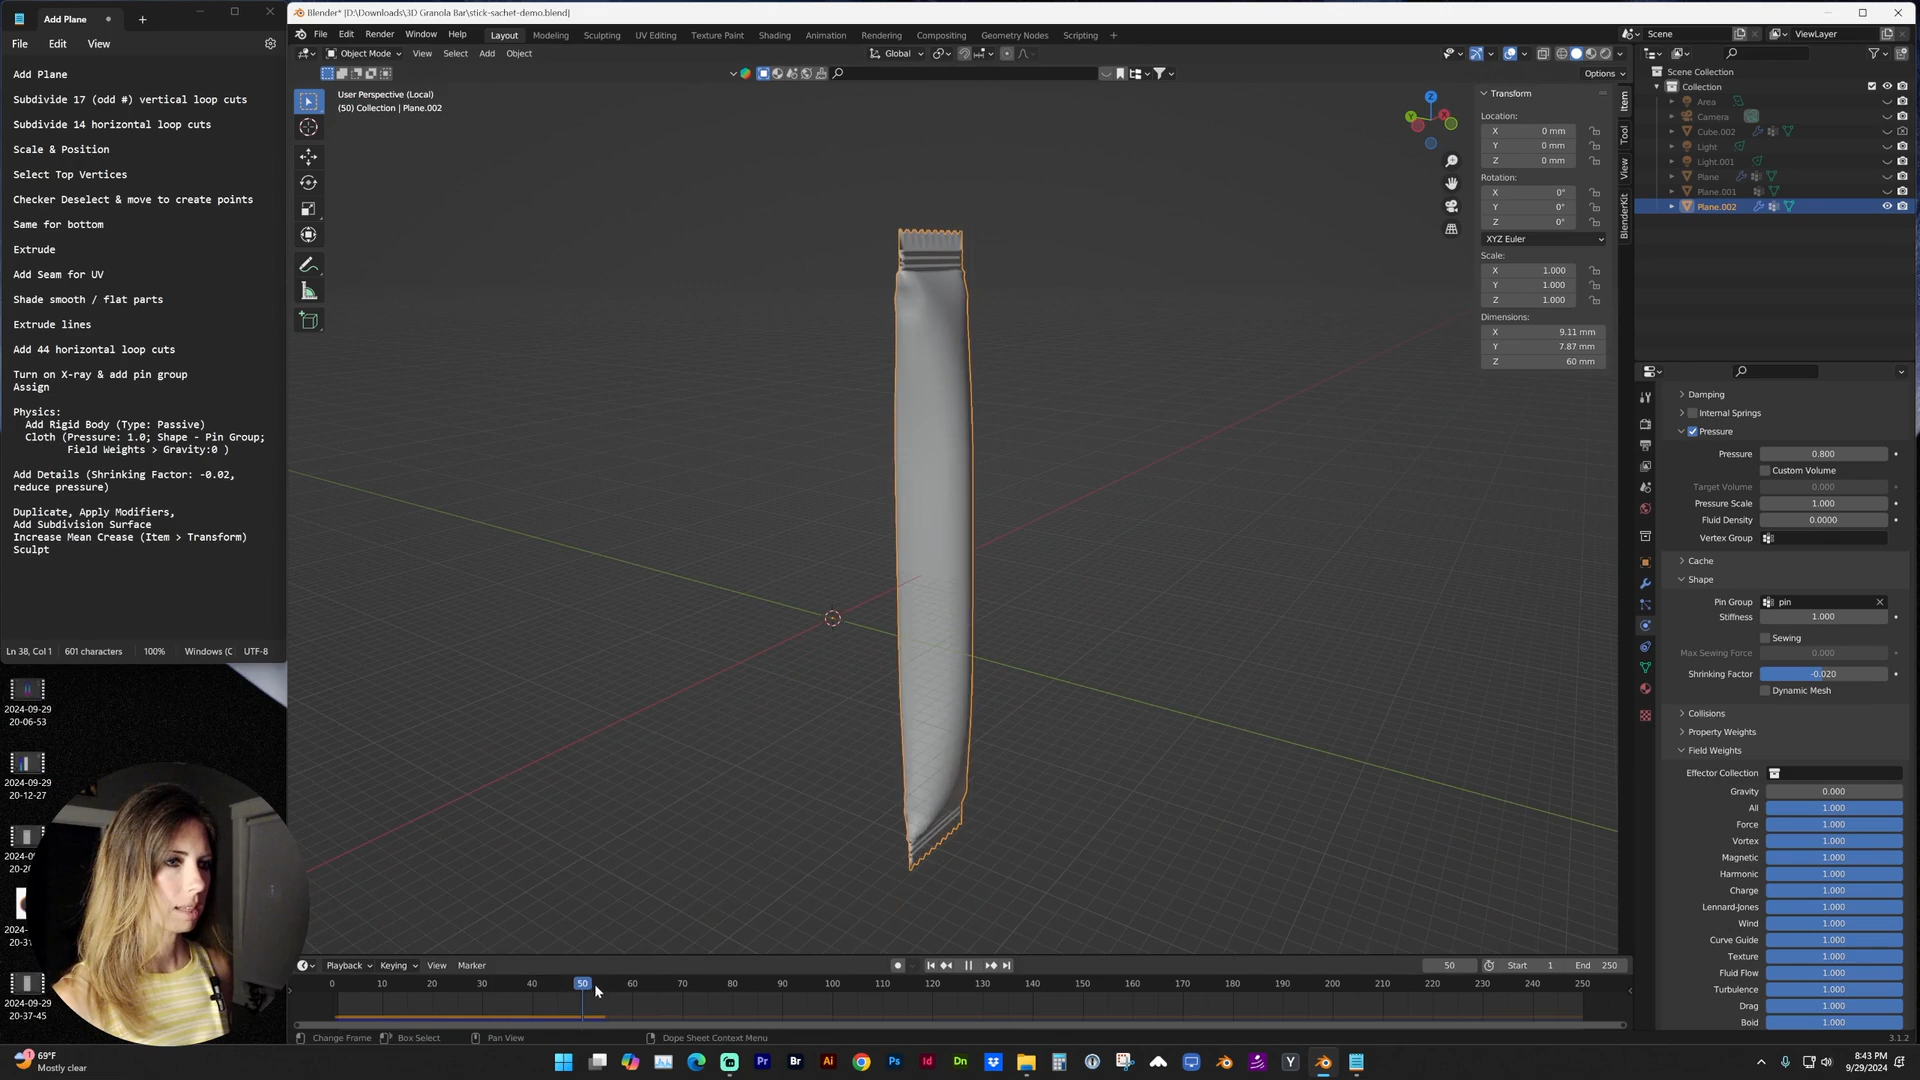 Add Plane
File Edit View
Add Plane
Subdivide 17 (odd #) vertical loop cuts
Subdivide 14 horizontal loop cuts
Scale & Position
Select Top Vertices
Checker Deselect & move to create points
Same for bottom
Extrude
Add Seam for UV
Shade smooth / flat parts
Extrude lines
Add 44 horizontal loop cuts
Turn on X-ray & add pin group
Assign
Physics:
Add Rigid Body (Type: Passive)
Cloth (Pressure: 1.0; Shape - Pin Group;
Field Weights > Gravity:0 )
Add Details (Shrinking Factor: -0.02,
reduce pressure)
Duplicate, Apply Modifiers,
Add Subdivision Surface
Increase Mean Crease (Item > Transform)
Sculpt
Ln 38, Col 1 601 characters 100% Windows (C UTF-8
2024-09-29
20-06-53
2024-09-29
20-12-27
2024-09-29
20-37-45
Blender* [D:\Downloads\3D Granola Bar\stick-sachet-demo.blend]
File Edit Render Window Help Layout Modeling Sculpting UV Editing Texture Paint Shading Animation Rendering Compositing Geometry Nodes Scripting +
Scene ViewLayer
Object Mode View Select Add Object Global
Options
User Perspective (Local)
(50) Collection | Plane.002
Z
X
Y
Transform
Location:
X 0 mm
Y 0 mm
Z 0 mm
Rotation:
X 0°
Y 0°
Z 0°
XYZ Euler
Scale:
X 1.000
Y 1.000
Z 1.000
Dimensions:
X 9.11 mm
Y 7.87 mm
Z 60 mm
Item
Tool
View
BlenderKit
Scene Collection
Collection
Area
Camera
Cube.002
Light
Light.001
Plane
Plane.001
Plane.002
Damping
Internal Springs
Pressure
Pressure 0.800
Custom Volume
Target Volume 0.000
Pressure Scale 1.000
Fluid Density 0.0000
Vertex Group
Cache
Shape
Pin Group pin
Stiffness 1.000
Sewing
Max Sewing Force 0.000
Shrinking Factor -0.020
Dynamic Mesh
Collisions
Property Weights
Field Weights
Effector Collection
Gravity 0.000
All 1.000
Force 1.000
Vortex 1.000
Magnetic 1.000
Harmonic 1.000
Charge 1.000
Lennard-Jones 1.000
Wind 1.000
Curve Guide 1.000
Texture 1.000
Fluid Flow 1.000
Turbulence 1.000
Drag 1.000
Boid 1.000
3.1.2
Playback Keying View Marker 50 Start 1 End 250
0 10 20 30 40 50 60 70 80 90 100 110 120 130 140 150 160 170 180 190 200 210 220 230 240 250
Change Frame Box Select Pan View Dope Sheet Context Menu
69°F
Mostly clear
Pr Br Ai Ps Id Dn Y
8:43 PM
9/29/2024